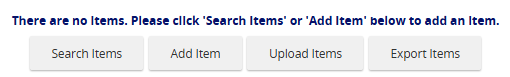 There are no items. Please click 'Search Items' or 'Add Item' below to add an item.
Search Items Add Item Upload Items Export Items